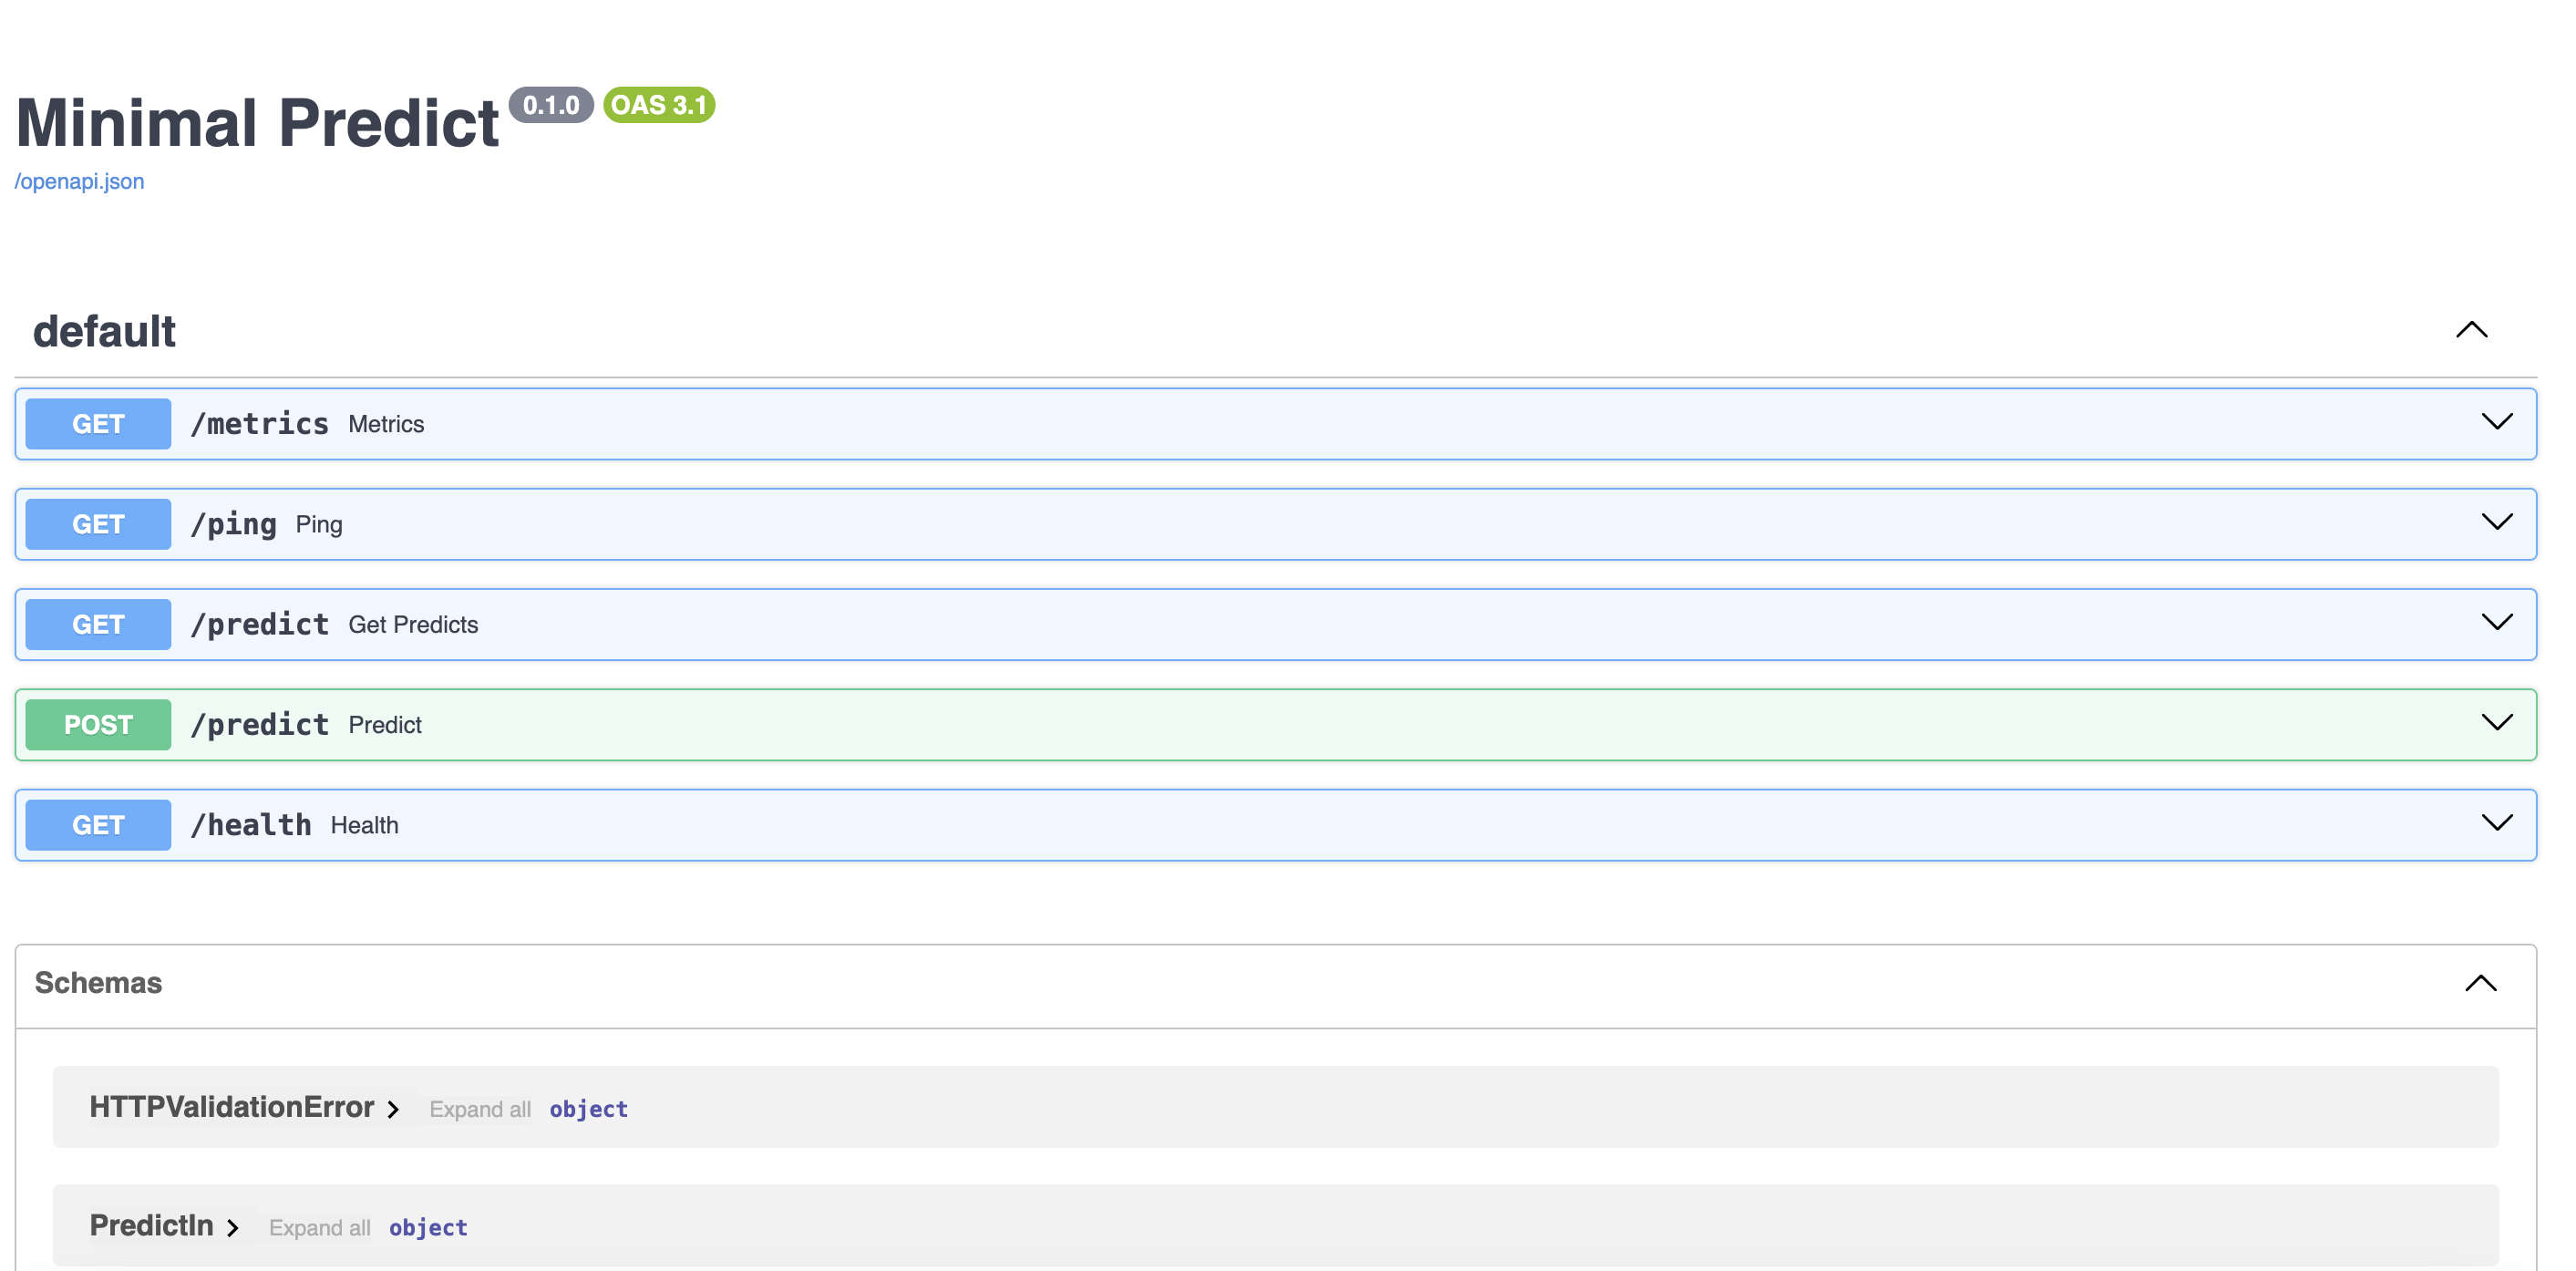 Minimal Predict 0.1.0 OAS 3.1
/openapi.json
default
GET /metrics Metrics
GET /ping Ping
GET /predict Get Predicts
POST /predict Predict
GET /health Health
Schemas
HTTPValidationError Expand all object
PredictIn Expand all object